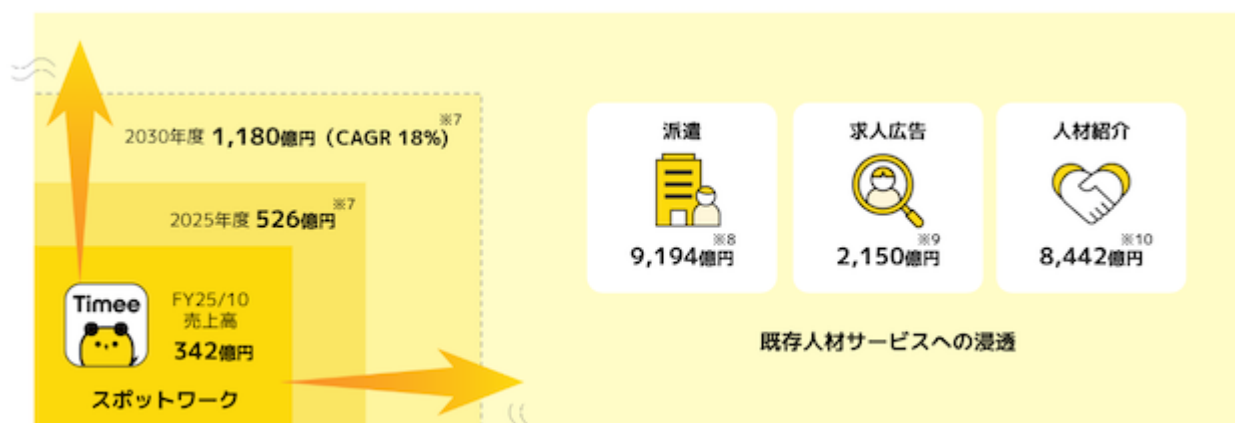 ※7
2030年度 1,180億円（CAGR 18%）
※7
2025年度 526億円
Timee
FY25/10
売上高
342億円
スポットワーク
派遣
※8
9,194億円
求人広告
※9
2,150億円
人材紹介
※10
8,442億円
既存人材サービスへの浸透